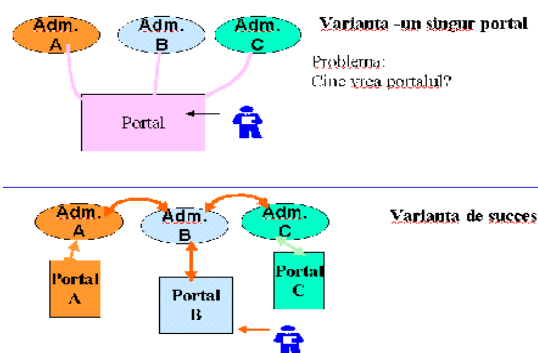 Adm.
A
Adm.
B
Adm.
C
Varianta -un singur portal
Problema:
Cine vrea portalul?
Portal
Adm.
A
Adm.
B
Adm.
C
Varianta de succes
Portal
A
Portal
B
Portal
C